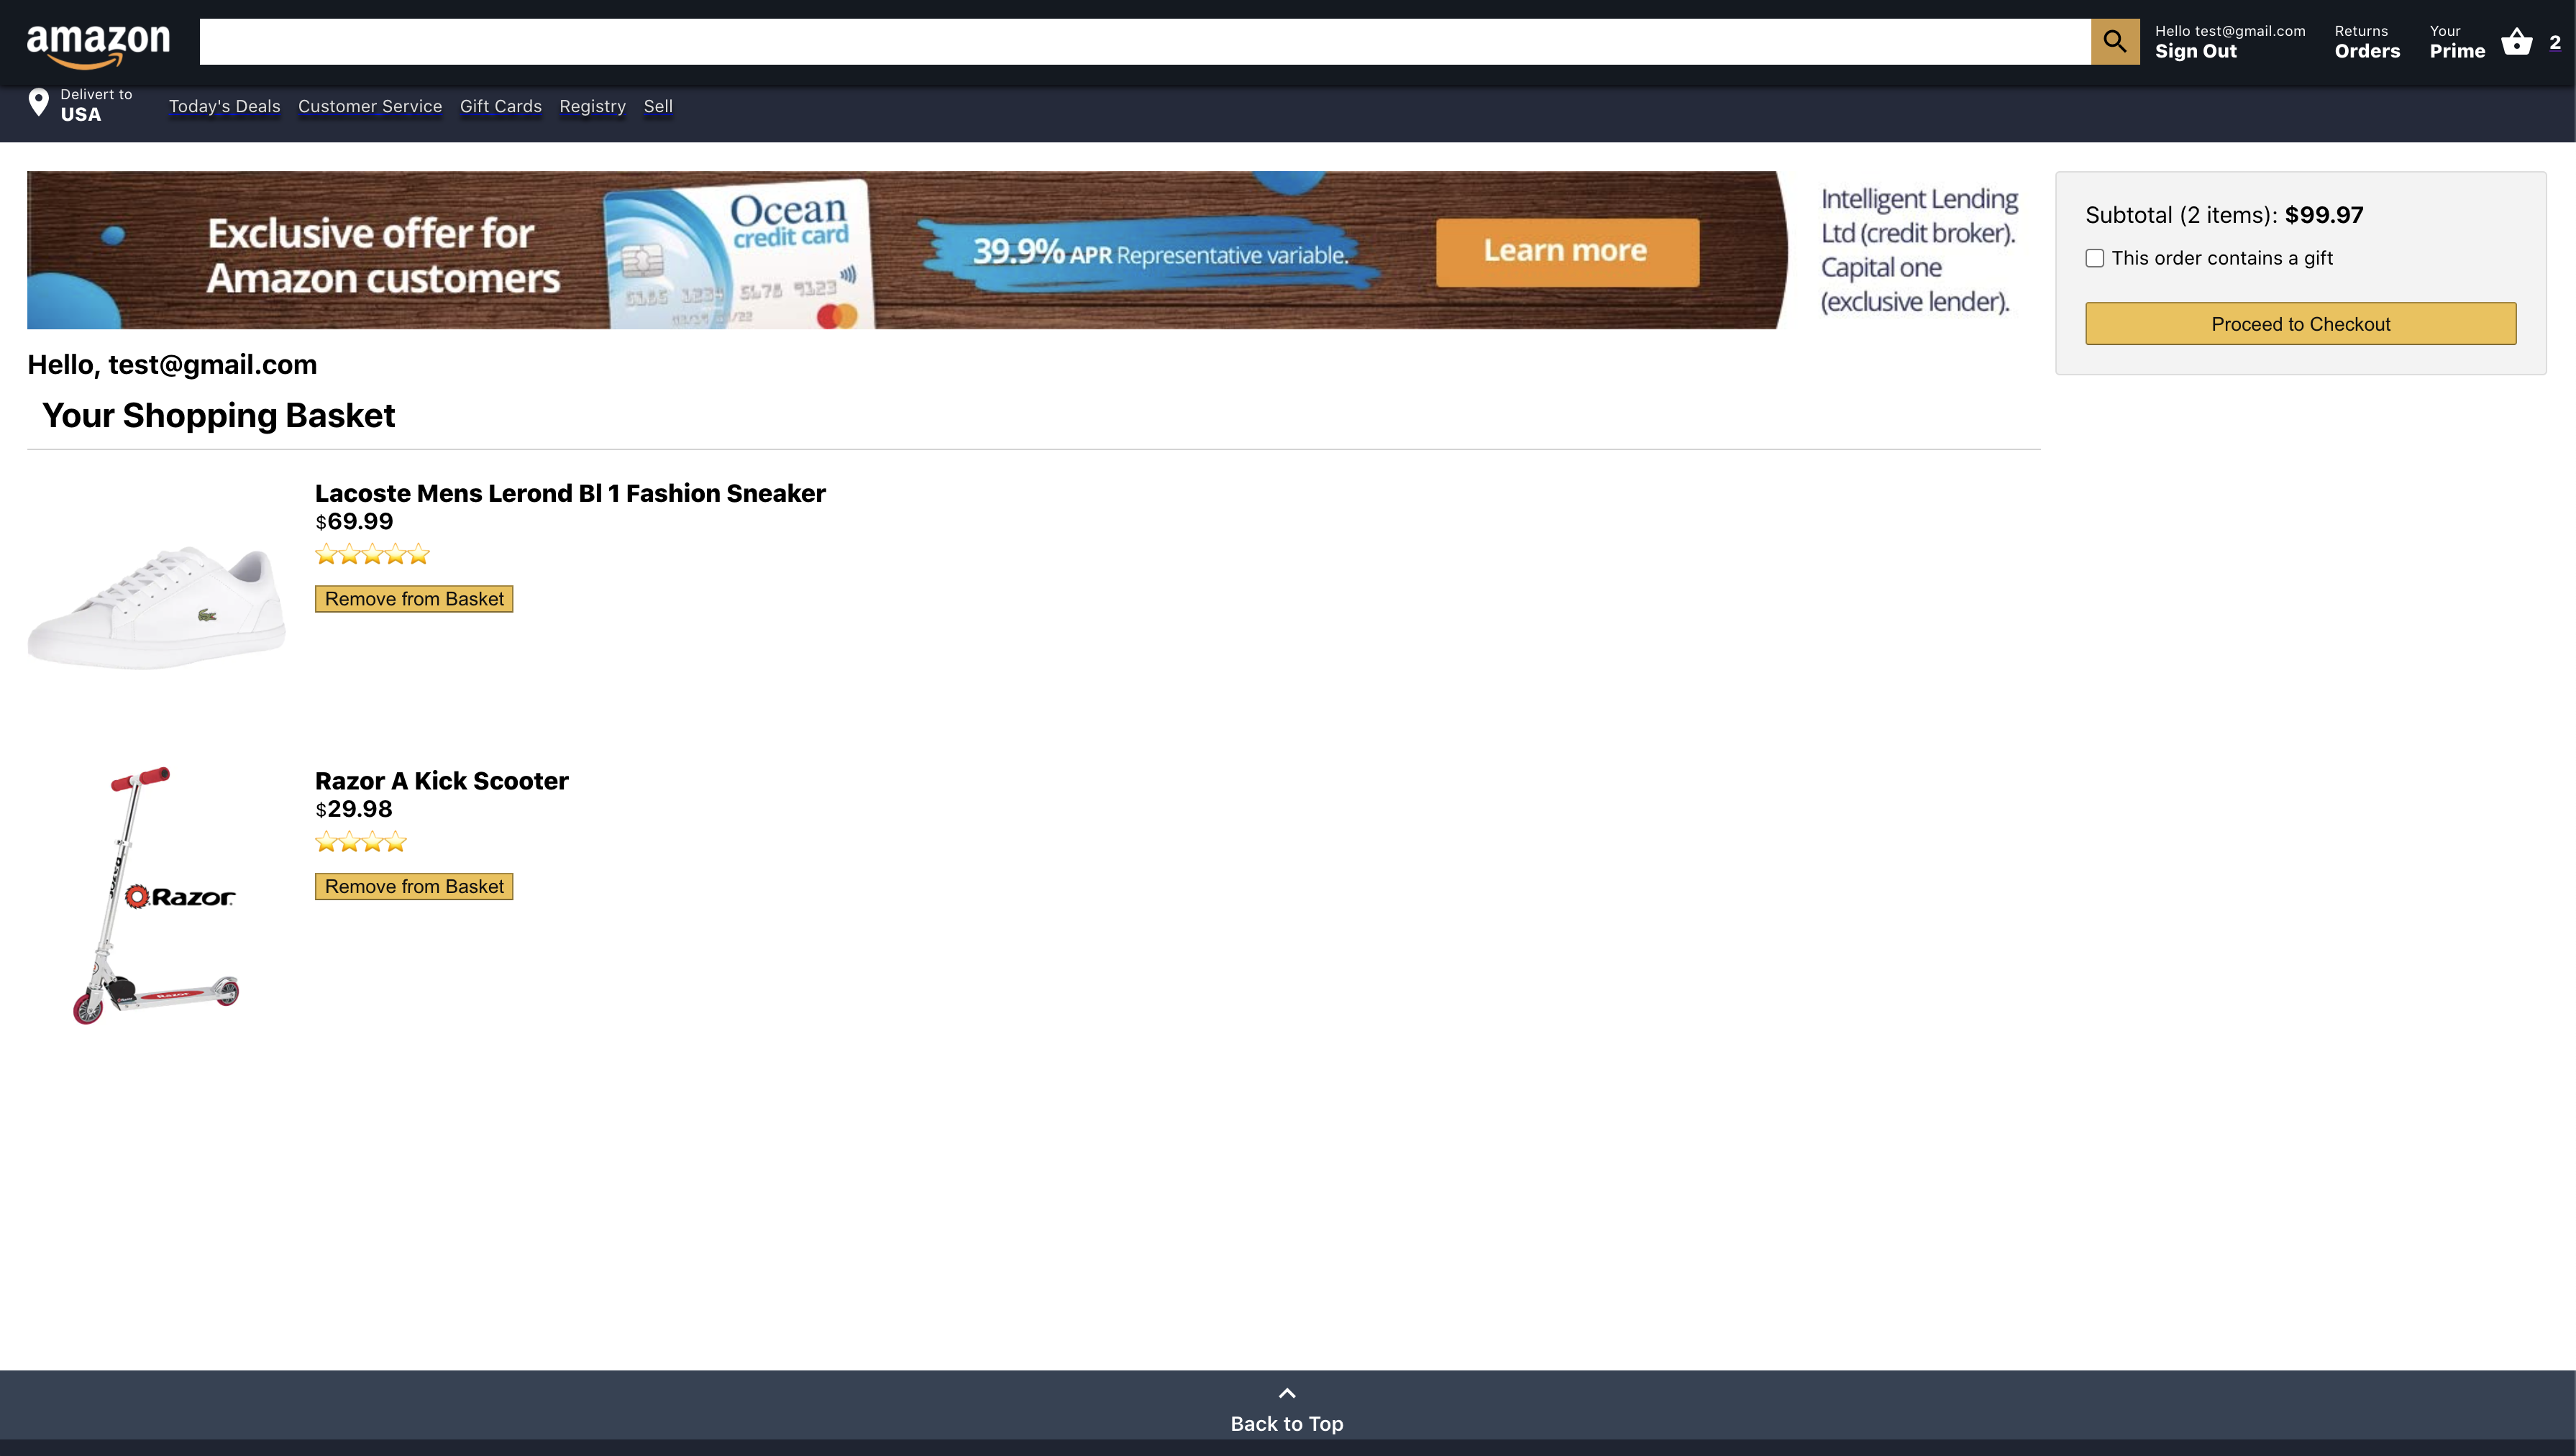 amazon
Hello test@gmail.com
Sign Out
Returns
Orders
Your
Prime
2
Delivert to
USA
Today's Deals
Customer Service
Gift Cards
Registry
Sell
Exclusive offer for
Amazon customers
Ocean
credit card
5678 9123
39.9% APR Representative variable.
Learn more
Intelligent Lending
Ltd (credit broker).
Capital one
(exclusive lender).
Subtotal (2 items): $99.97
This order contains a gift
Proceed to Checkout
Hello, test@gmail.com
Your Shopping Basket
Lacoste Mens Lerond Bl 1 Fashion Sneaker
$69.99
Remove from Basket
Razor A Kick Scooter
$29.98
Remove from Basket
Razor
Razor
Back to Top